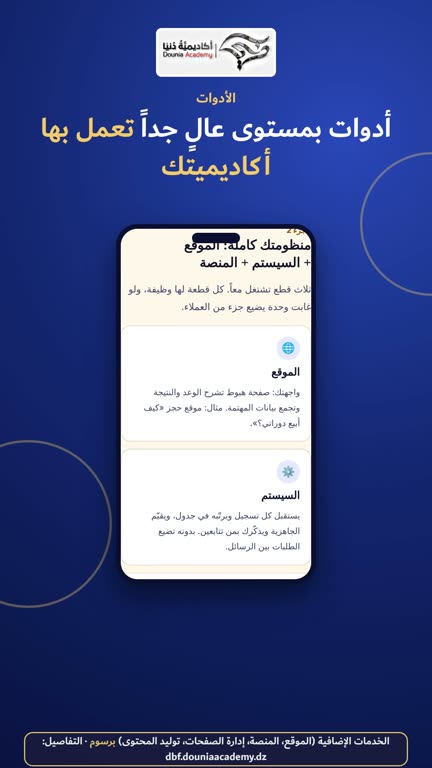 أكاديميّة دُنيَا
Dounia Academy
الأدوات
أدوات بمستوى عالٍ جداً تعمل بها
أكاديميتك
منظومتك كاملة: الموقع
+ السيستم + المنصة
ثلاث قطع تشتغل معاً. كل قطعة لها وظيفة، ولو
غابت وحدة يضيع جزء من العملاء.
الموقع
واجهتك: صفحة هبوط تشرح الوعد والنتيجة
وتجمع بيانات المهتمة. مثال: موقع حجز «كيف
أبيع دوراتي؟».
السيستم
يستقبل كل تسجيل ويرتّبه في جدول، ويقيّم
الجاهزية ويذكّرك بمن تتابعين. بدونه تضيع
الطلبات بين الرسائل.
الخدمات الإضافية (الموقع، المنصة، إدارة الصفحات، توليد المحتوى) برسوم · التفاصيل:
dbf.douniaacademy.dz